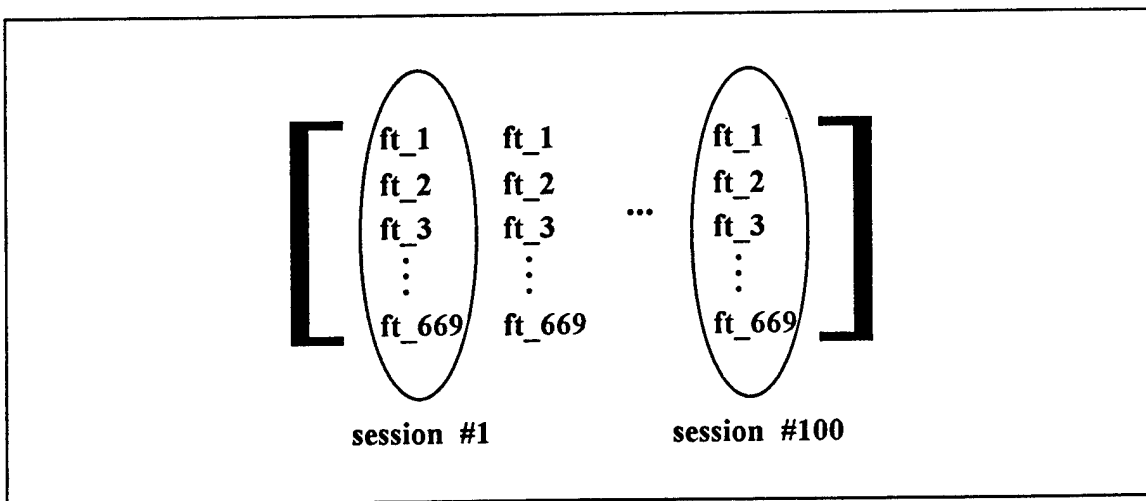 ft_1 ft_1 ft_1
ft_2 ft_2 ... ft_2
ft_3 ft_3 ft_3
⋮ ⋮ ⋮
ft_669 ft_669 ft_669
session #1 session #100